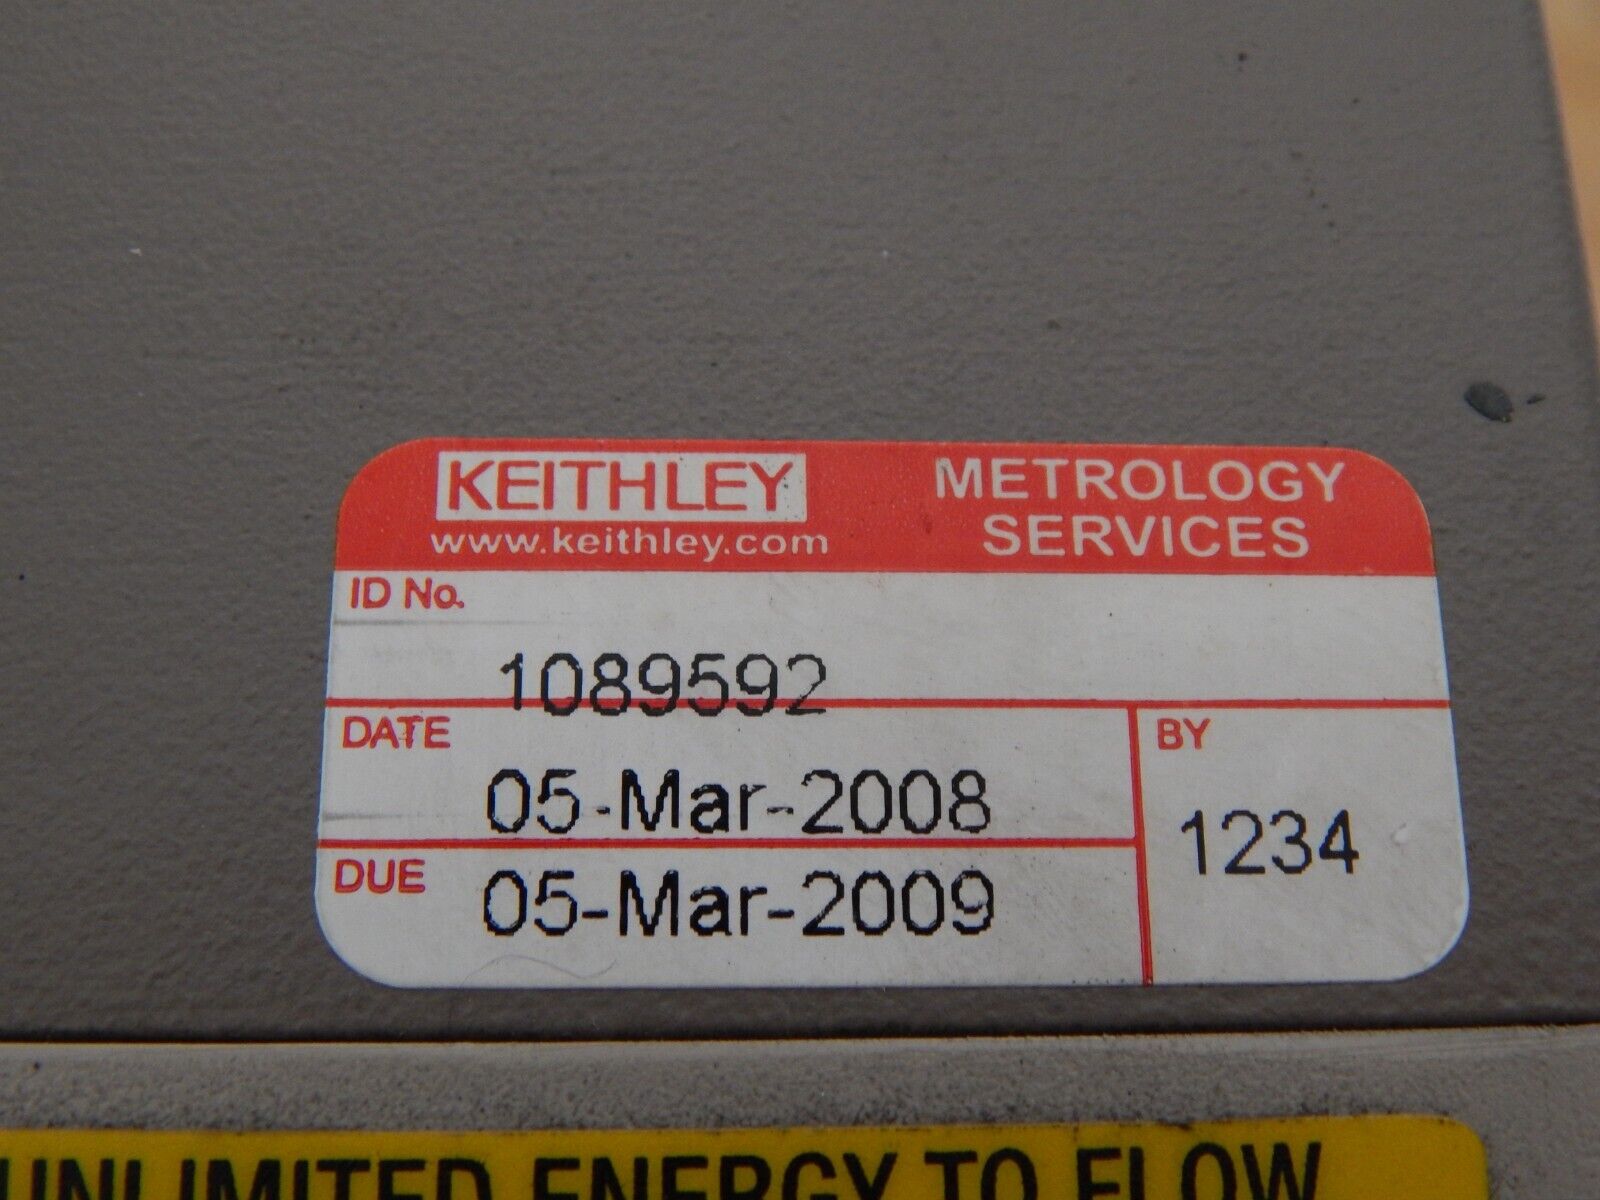 KEITHLEY
www.keithley.com
METROLOGY
SERVICES
ID No.
1089592
DATE
05-Mar-2008
BY
1234
DUE
05-Mar-2009
UNLIMITED ENERGY TO FLOW